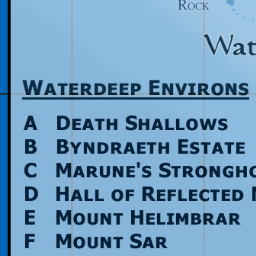 Rock
Wat
Waterdeep Environs
A Death Shallows
B Byndraeth Estate
C Marune's Strongho
D Hall of Reflected
E Mount Helimbrar
F Mount Sar